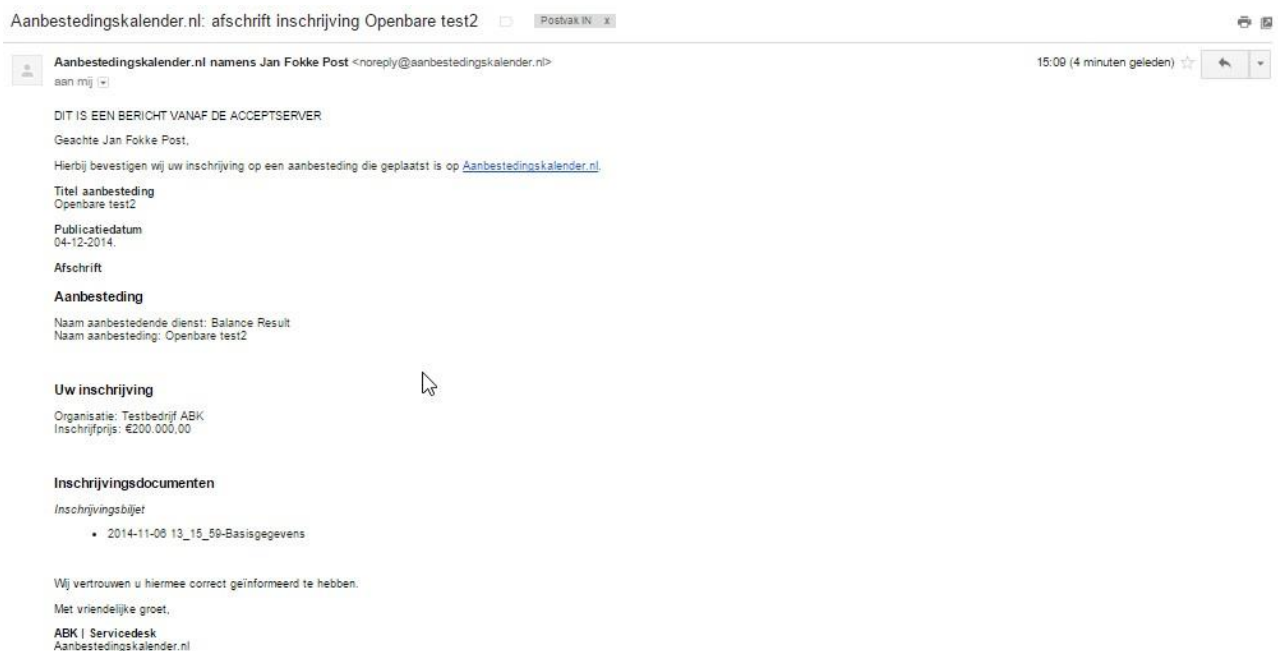 Aanbestedingskalender.nl: afschrift inschrijving Openbare test2 Postvak IN x
Aanbestedingskalender.nl namens Jan Fokke Post <noreply@aanbestedingskalender.nl> 15:09 (4 minuten geleden)
aan mij
DIT IS EEN BERICHT VANAF DE ACCEPTSERVER
Geachte Jan Fokke Post,
Hierbij bevestigen wij uw inschrijving op een aanbesteding die geplaatst is op Aanbestedingskalender.nl.
Titel aanbesteding
Openbare test2
Publicatiedatum
04-12-2014.
Afschrift
Aanbesteding
Naam aanbestedende dienst: Balance Result
Naam aanbesteding: Openbare test2
Uw inschrijving
Organisatie: Testbedrijf ABK
Inschrijfprijs: €200.000,00
Inschrijvingsdocumenten
Inschrijvingsbiljet
• 2014-11-06 13_15_59-Basisgegevens
Wij vertrouwen u hiermee correct geïnformeerd te hebben.
Met vriendelijke groet,
ABK | Servicedesk
Aanbestedingskalender.nl